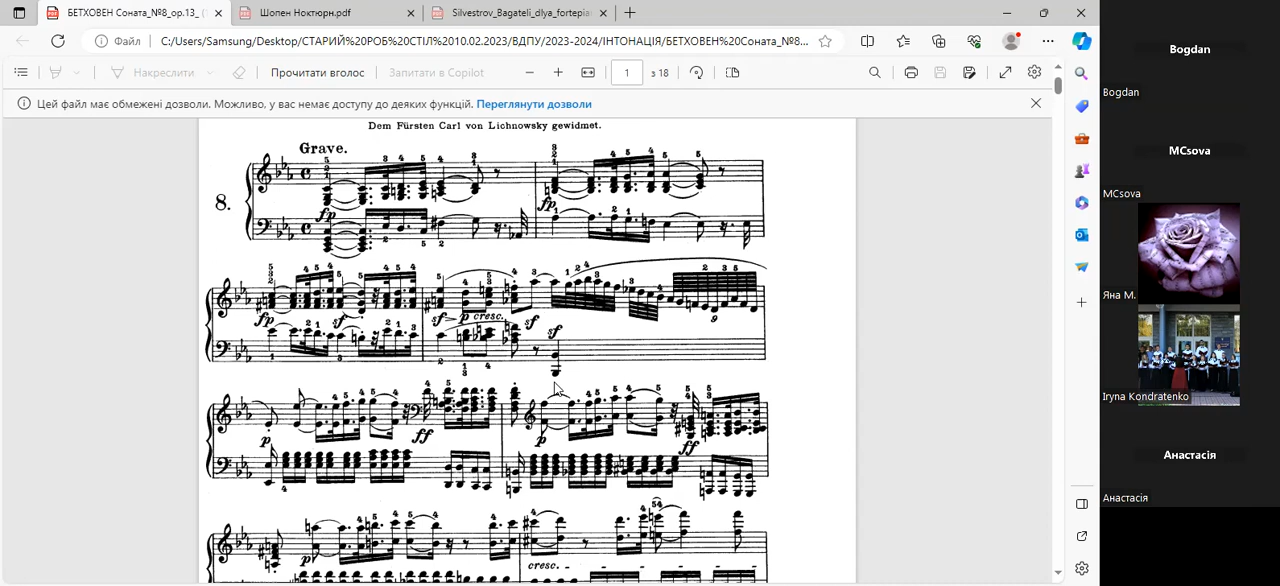 БЕТХОВЕН Соната_№8_ор.13_ (
Шопен Ноктюрн.pdf
Silvestrov_Bagateli_dlya_fortepia
Файл
C:/Users/Samsung/Desktop/СТАРИЙ%20РОБ%20СТІЛ%2010.02.2023/ВДПУ/2023-2024/ІНТОНАЦІЯ/БЕТХОВЕН%20Соната_№8...
Накреслити
Прочитати вголос
Запитати в Copilot
1
з 18
Цей файл має обмежені дозволи. Можливо, у вас немає доступу до деяких функцій. Переглянути дозволи
Dem Fürsten Carl von Lichnowsky gewidmet.
Grave.
8.
fp
fp
fp
sf
sf
p cresc.
sf
sf
9
p
ff
p
ff
p
cresc.
Bogdan
Bogdan
MCsova
MCsova
Яна М.
Iryna Kondratenko
Анастасія
Анастасія